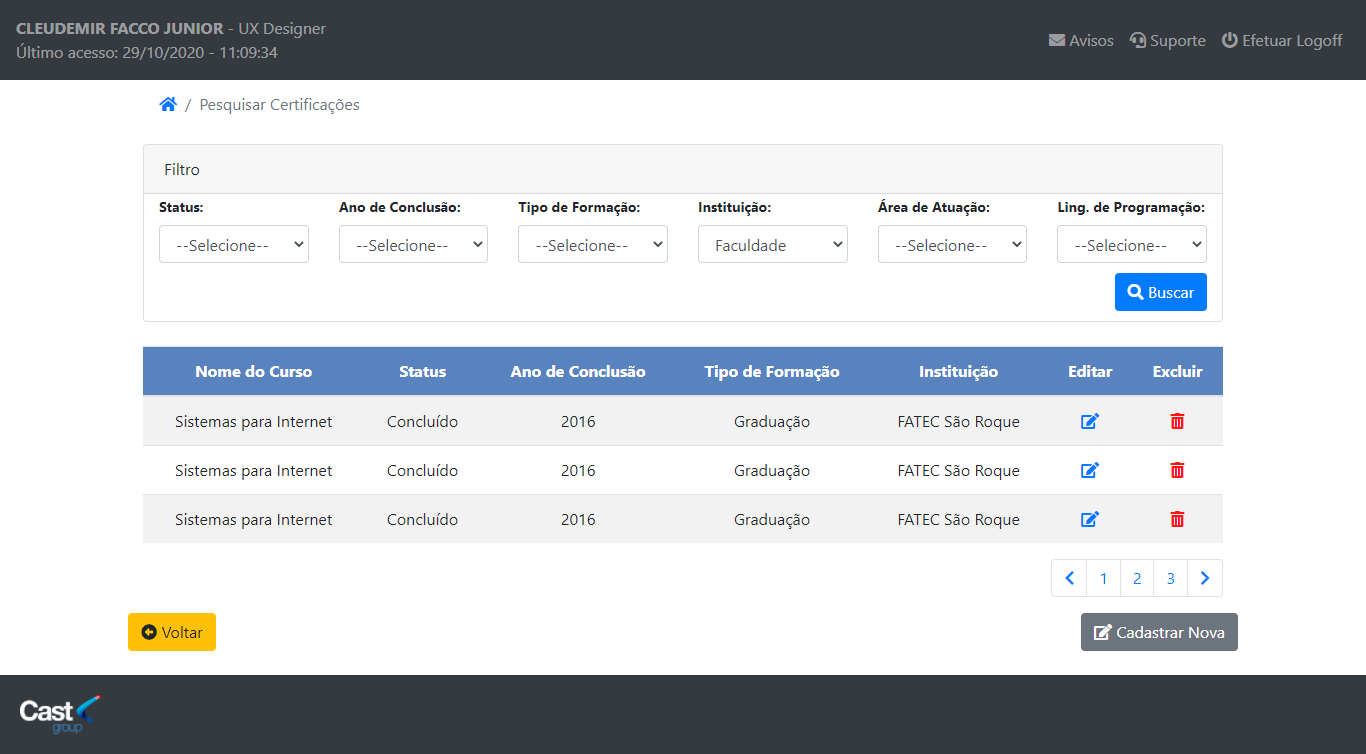 CLEUDEMIR FACCO JUNIOR - UX Designer
Último acesso: 29/10/2020 - 11:09:34
Avisos Suporte Efetuar Logoff
/ Pesquisar Certificações
Filtro
Status: Ano de Conclusão: Tipo de Formação: Instituição: Área de Atuação: Ling. de Programação:
--Selecione-- --Selecione-- --Selecione-- Faculdade --Selecione-- --Selecione--
Buscar
Nome do Curso Status Ano de Conclusão Tipo de Formação Instituição Editar Excluir
Sistemas para Internet Concluído 2016 Graduação FATEC São Roque
Sistemas para Internet Concluído 2016 Graduação FATEC São Roque
Sistemas para Internet Concluído 2016 Graduação FATEC São Roque
1 2 3
Voltar Cadastrar Nova
Cast
group